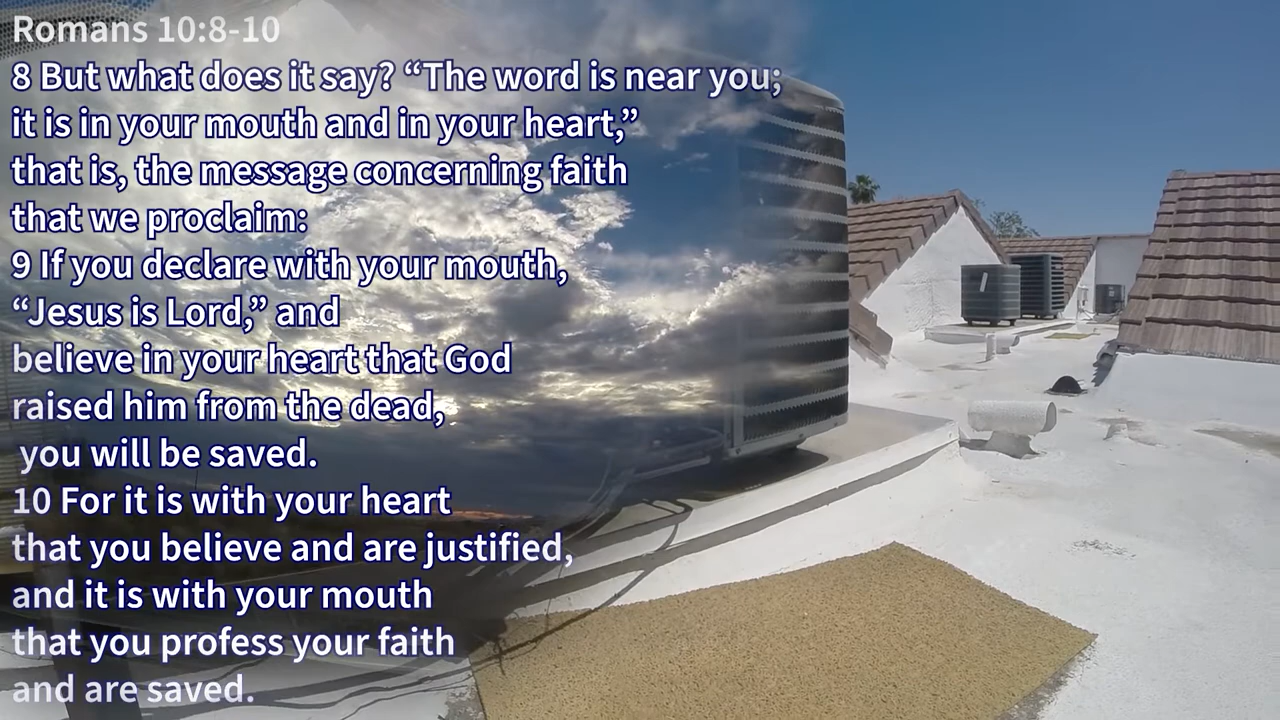 Romans 10:8-10
8 But what does it say? “The word is near you;
it is in your mouth and in your heart,”
that is, the message concerning faith
that we proclaim:
9 If you declare with your mouth,
“Jesus is Lord,” and
believe in your heart that God
raised him from the dead,
you will be saved.
10 For it is with your heart
that you believe and are justified,
and it is with your mouth
that you profess your faith
and are saved.